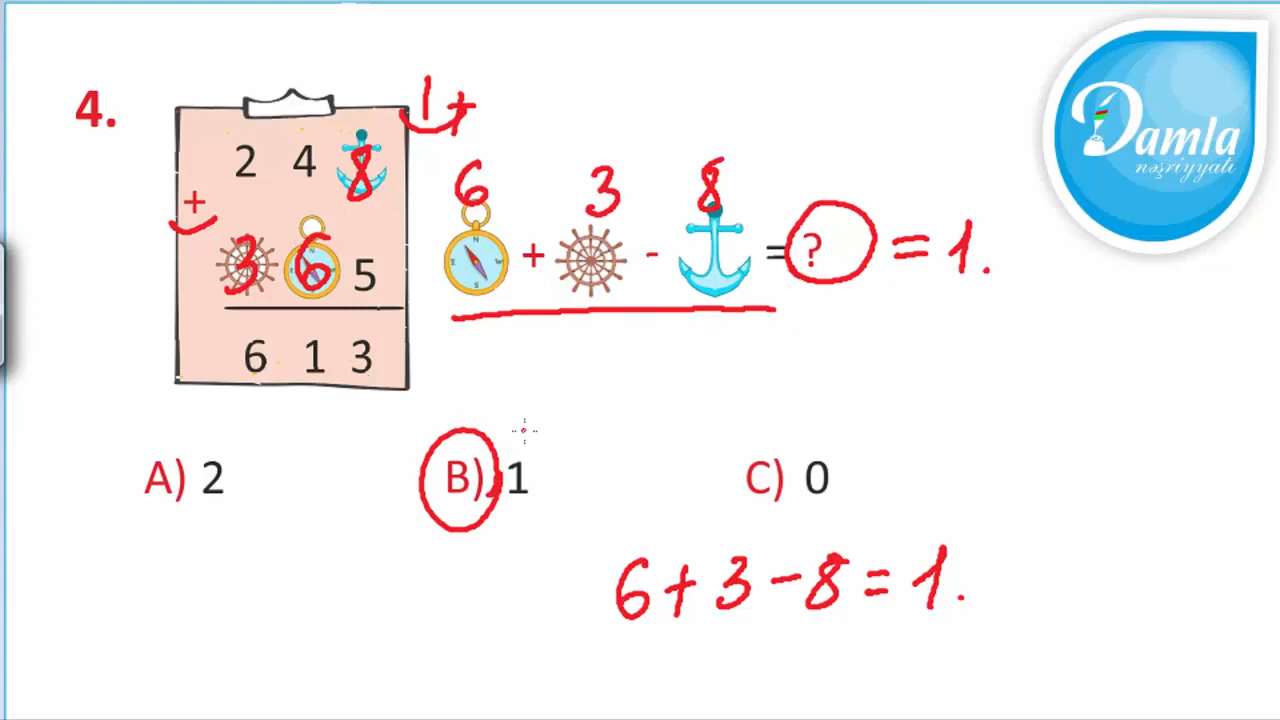 4.
1+
2 4 8
+
3 6 5
6 1 3
6 3 8
+ - = ? = 1.
A) 2 B) 1 C) 0
6+3-8=1.
Damla
nəşriyyatı